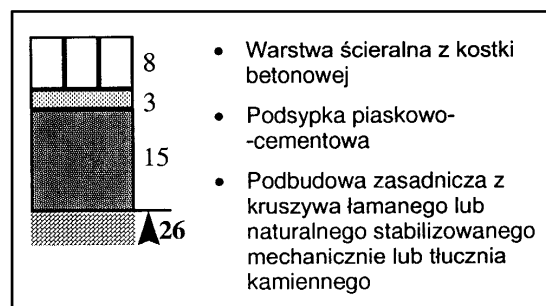 8
3
15
26
• Warstwa ścieralna z kostki
betonowej
• Podsypka piaskowo-
-cementowa
• Podbudowa zasadnicza z
kruszywa łamanego lub
naturalnego stabilizowanego
mechanicznie lub tłucznia
kamiennego